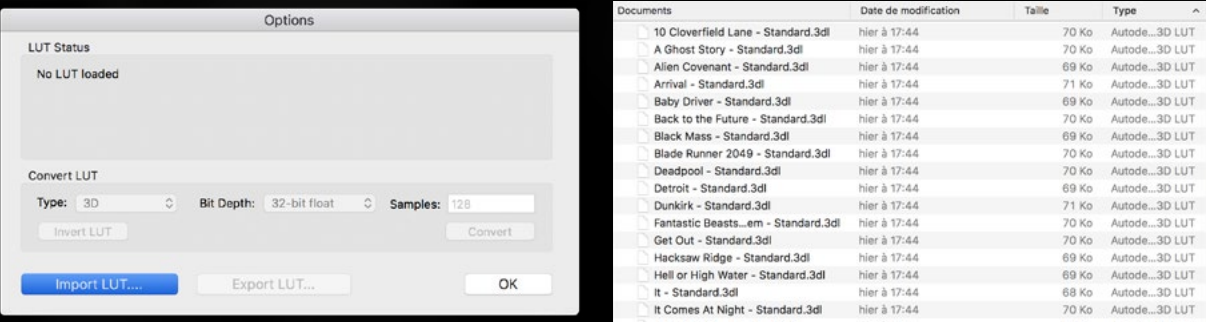 Options
LUT Status
No LUT loaded
Convert LUT
Type: 3D Bit Depth: 32-bit float Samples: 128
Invert LUT Convert
Import LUT.... Export LUT... OK
Documents Date de modification Taille Type
10 Cloverfield Lane - Standard.3dl hier à 17:44 70 Ko Autode...3D LUT
A Ghost Story - Standard.3dl hier à 17:44 70 Ko Autode...3D LUT
Alien Covenant - Standard.3dl hier à 17:44 69 Ko Autode...3D LUT
Arrival - Standard.3dl hier à 17:44 71 Ko Autode...3D LUT
Baby Driver - Standard.3dl hier à 17:44 69 Ko Autode...3D LUT
Back to the Future - Standard.3dl hier à 17:44 70 Ko Autode...3D LUT
Black Mass - Standard.3dl hier à 17:44 69 Ko Autode...3D LUT
Blade Runner 2049 - Standard.3dl hier à 17:44 70 Ko Autode...3D LUT
Deadpool - Standard.3dl hier à 17:44 70 Ko Autode...3D LUT
Detroit - Standard.3dl hier à 17:44 69 Ko Autode...3D LUT
Dunkirk - Standard.3dl hier à 17:44 71 Ko Autode...3D LUT
Fantastic Beasts...em - Standard.3dl hier à 17:44 70 Ko Autode...3D LUT
Get Out - Standard.3dl hier à 17:44 70 Ko Autode...3D LUT
Hacksaw Ridge - Standard.3dl hier à 17:44 69 Ko Autode...3D LUT
Hell or High Water - Standard.3dl hier à 17:44 69 Ko Autode...3D LUT
It - Standard.3dl hier à 17:44 68 Ko Autode...3D LUT
It Comes At Night - Standard.3dl hier à 17:44 70 Ko Autode...3D LUT